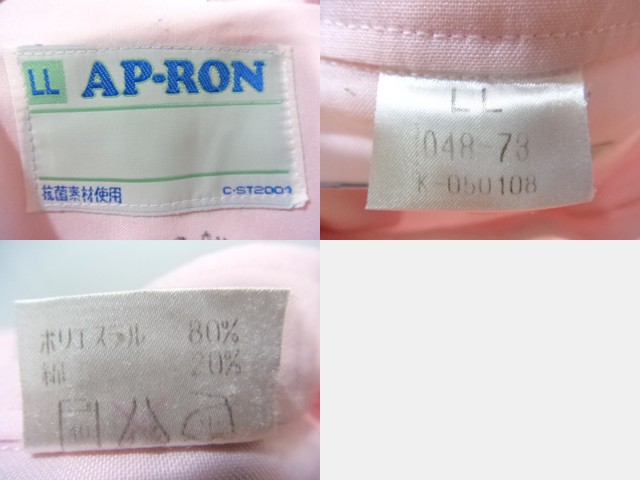 LL AP-RON
抗菌素材使用 C-ST2001
LL
048-73
K-050108
ポリエステル 80%
綿 20%